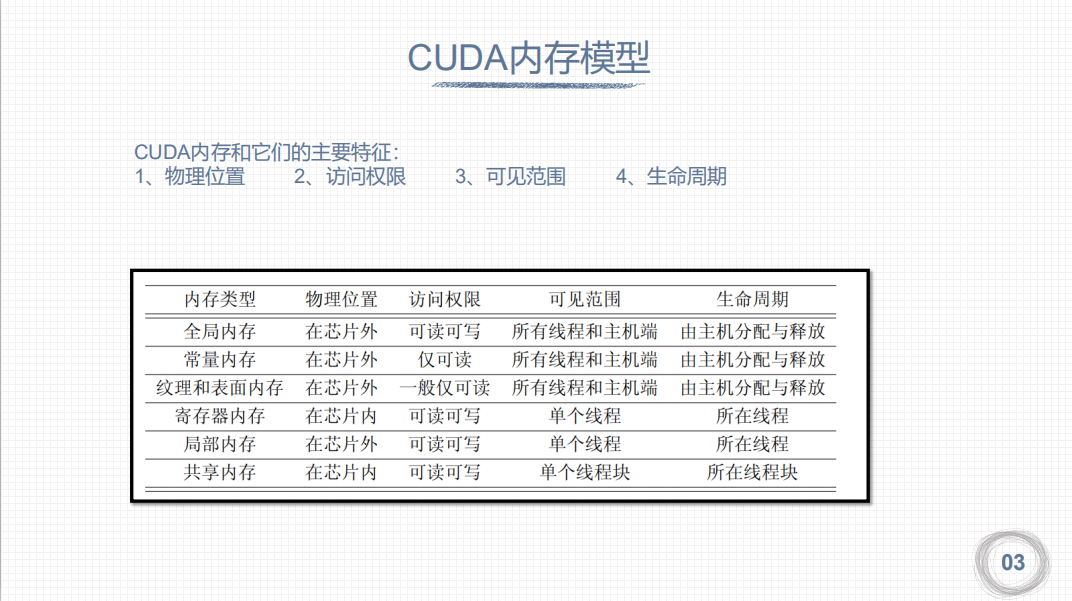 CUDA内存模型
CUDA内存和它们的主要特征：
1、物理位置 2、访问权限 3、可见范围 4、生命周期
内存类型 物理位置 访问权限 可见范围 生命周期
全局内存 在芯片外 可读可写 所有线程和主机端 由主机分配与释放
常量内存 在芯片外 仅可读 所有线程和主机端 由主机分配与释放
纹理和表面内存 在芯片外 一般仅可读 所有线程和主机端 由主机分配与释放
寄存器内存 在芯片内 可读可写 单个线程 所在线程
局部内存 在芯片外 可读可写 单个线程 所在线程
共享内存 在芯片内 可读可写 单个线程块 所在线程块
03